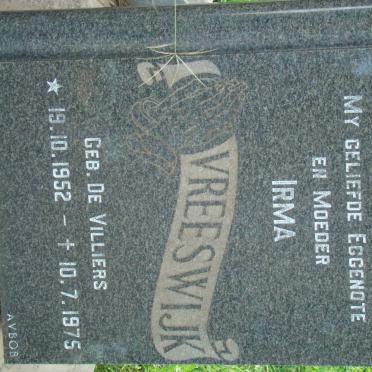 MY GELIEFDE EGGENOTE
EN MOEDER
IRMA
VREESWIJK
GEB. DE VILLIERS
★ 19.10.1952 – ✝ 10.7.1975
AVBOB